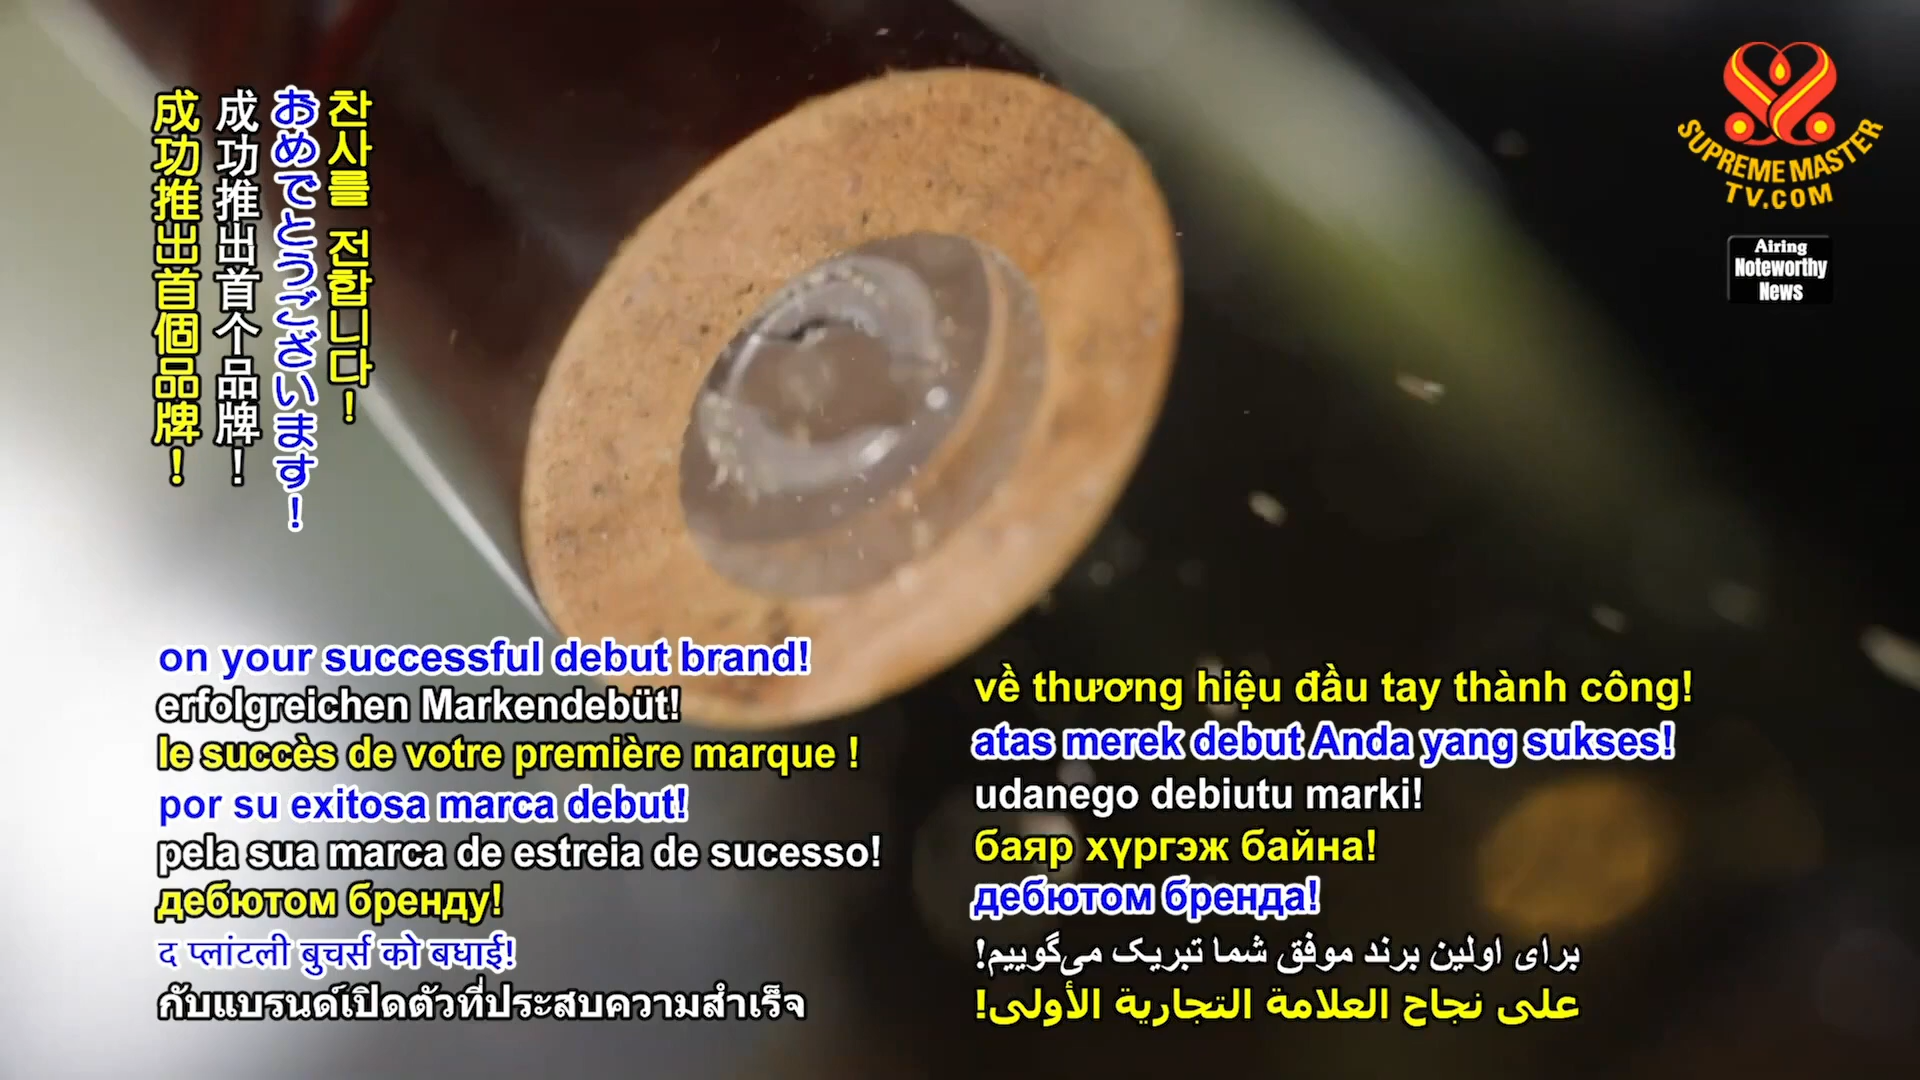 成功推出首個品牌！
成功推出首个品牌！
おめでとうございます！
찬사를 전합니다!
SUPREME MASTER
TV.COM
Airing
Noteworthy
News
on your successful debut brand!
erfolgreichen Markendebüt!
le succès de votre première marque !
por su exitosa marca debut!
pela sua marca de estreia de sucesso!
дебютом бренду!
द प्लांटली बुचर्स को बधाई!
กับแบรนด์เปิดตัวที่ประสบความสำเร็จ
về thương hiệu đầu tay thành công!
atas merek debut Anda yang sukses!
udanego debiutu marki!
баяр хүргэж байна!
дебютом бренда!
برای اولین برند موفق شما تبریک می‌گوییم!
على نجاح العلامة التجارية الأولى!